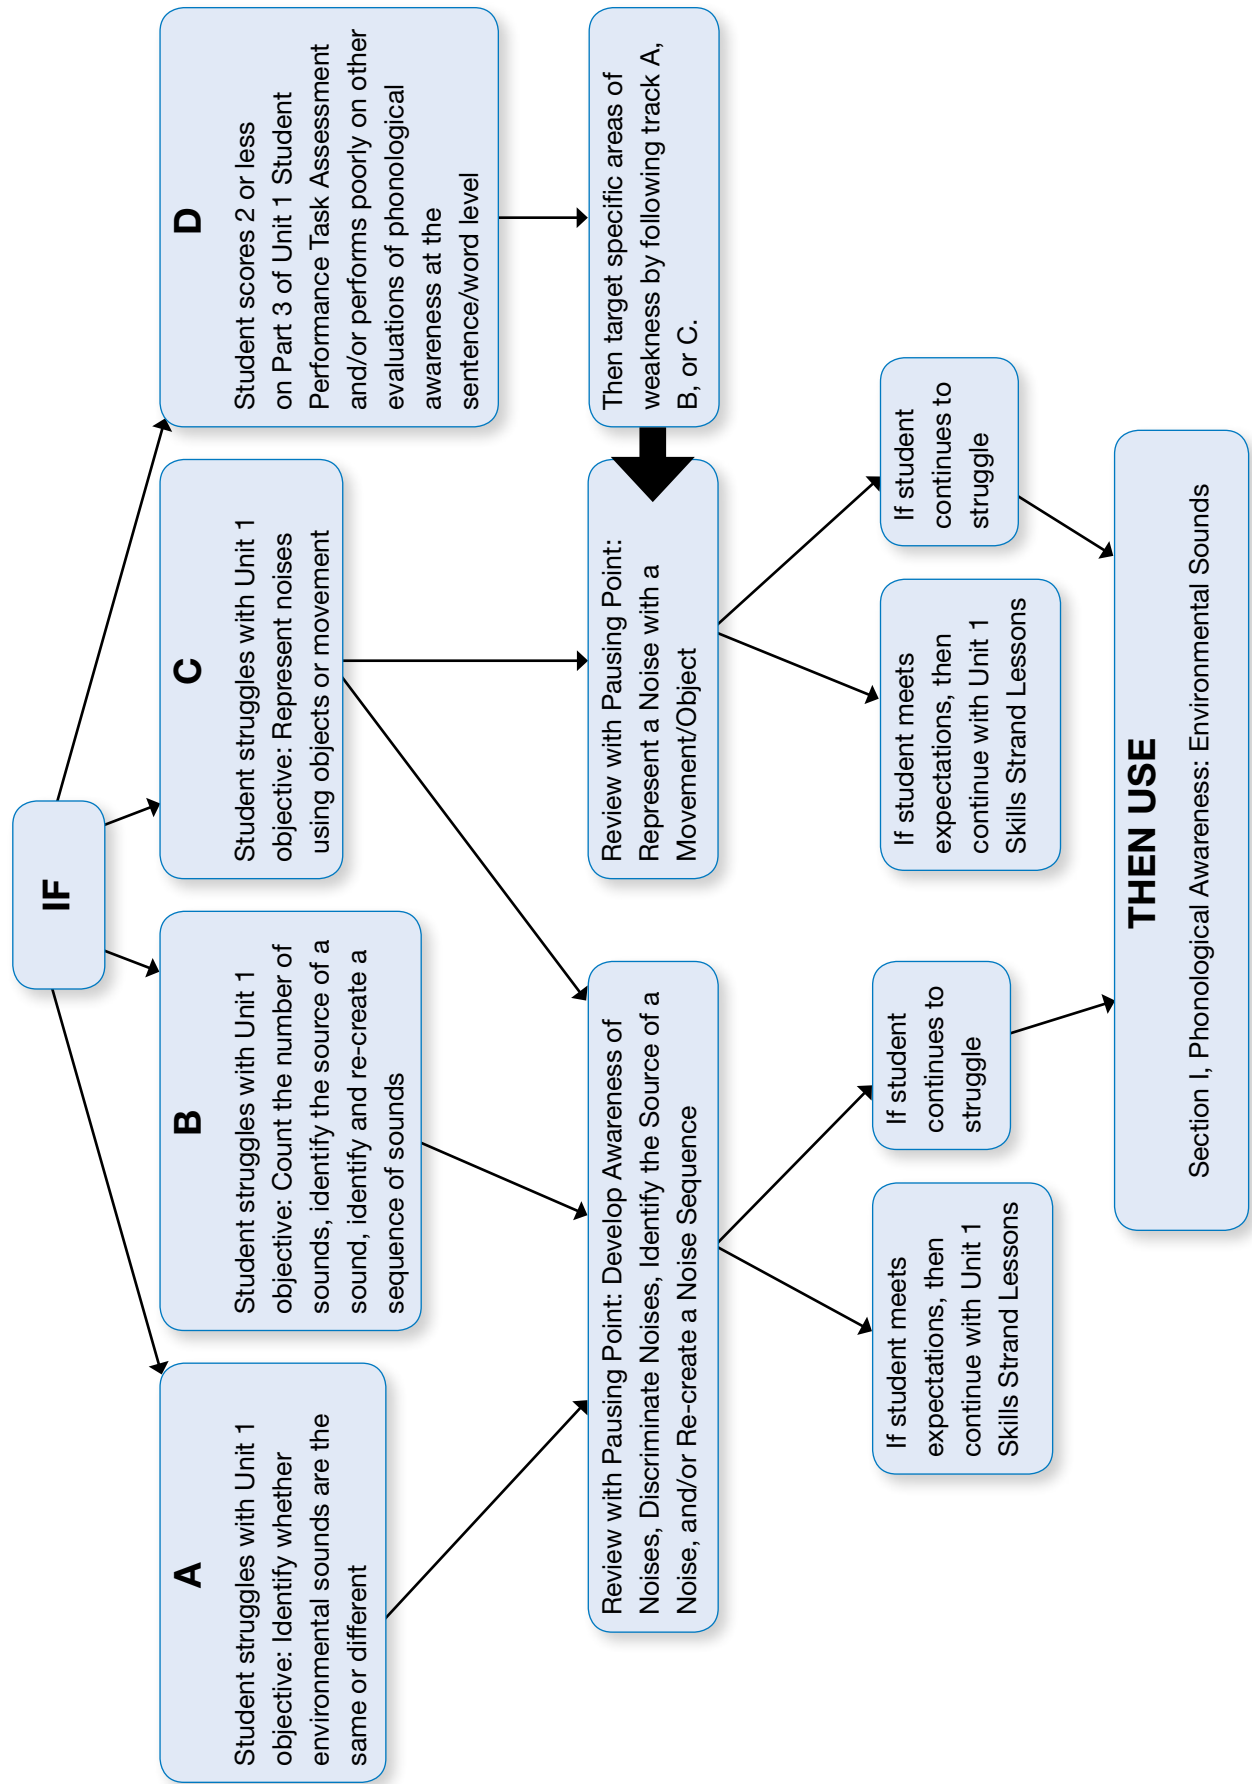 IF
A
Student struggles with Unit 1
objective: Identify whether
environmental sounds are the
same or different
B
Student struggles with Unit 1
objective: Count the number of
sounds, identify the source of a
sound, identify and re-create a
sequence of sounds
C
Student struggles with Unit 1
objective: Represent noises
using objects or movement
D
Student scores 2 or less
on Part 3 of Unit 1 Student
Performance Task Assessment
and/or performs poorly on other
evaluations of phonological
awareness at the
sentence/word level
Review with Pausing Point: Develop Awareness of
Noises, Discriminate Noises, Identify the Source of a
Noise, and/or Re-create a Noise Sequence
Review with Pausing Point:
Represent a Noise with a
Movement/Object
Then target specific areas of
weakness by following track A,
B, or C.
If student meets
expectations, then
continue with Unit 1
Skills Strand Lessons
If student
continues to
struggle
If student meets
expectations, then
continue with Unit 1
Skills Strand Lessons
If student
continues to
struggle
THEN USE
Section I, Phonological Awareness: Environmental Sounds